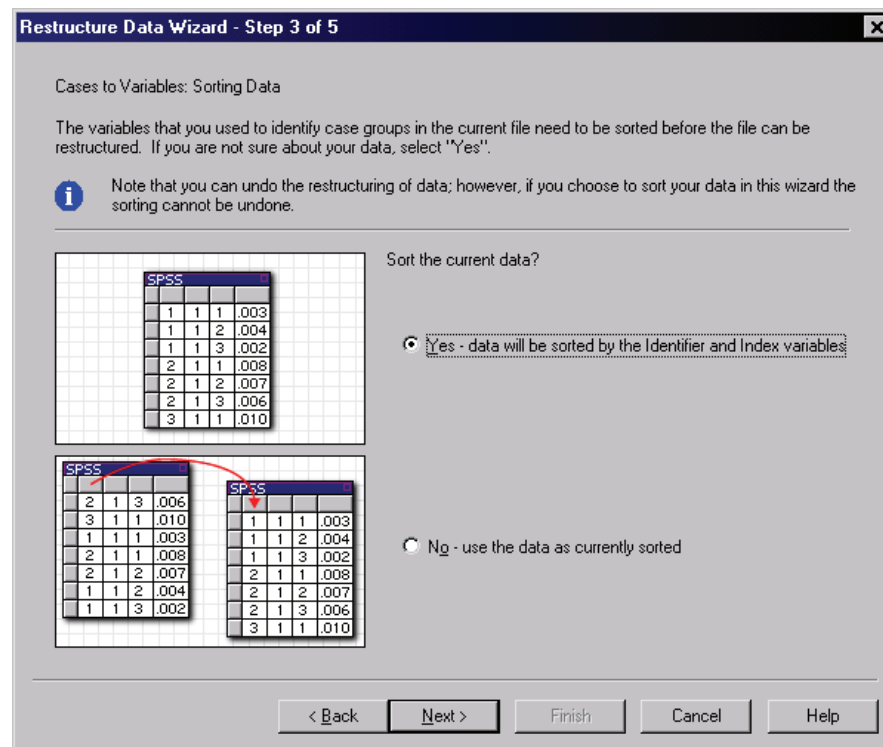 Restructure Data Wizard - Step 3 of 5
Cases to Variables: Sorting Data
The variables that you used to identify case groups in the current file need to be sorted before the file can be
restructured. If you are not sure about your data, select "Yes".
Note that you can undo the restructuring of data; however, if you choose to sort your data in this wizard the
sorting cannot be undone.
Sort the current data?
SPSS
1 1 1 .003
1 1 2 .004
1 1 3 .002
2 1 1 .008
2 1 2 .007
2 1 3 .006
3 1 1 .010
Yes - data will be sorted by the Identifier and Index variables
SPSS
2 1 3 .006
3 1 1 .010
1 1 1 .003
2 1 1 .008
2 1 2 .007
1 1 2 .004
1 1 3 .002
SPSS
1 1 1 .003
1 1 2 .004
1 1 3 .002
2 1 1 .008
2 1 2 .007
2 1 3 .006
3 1 1 .010
No - use the data as currently sorted
< Back
Next >
Finish
Cancel
Help